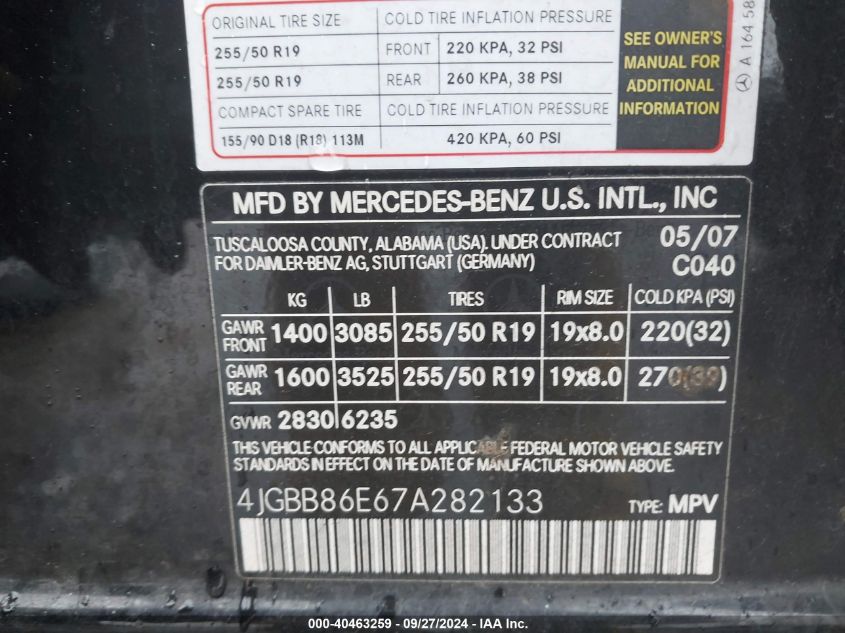 ORIGINAL TIRE SIZE COLD TIRE INFLATION PRESSURE
255/50 R19 FRONT 220 KPA, 32 PSI
255/50 R19 REAR 260 KPA, 38 PSI
COMPACT SPARE TIRE COLD TIRE INFLATION PRESSURE
155/90 D18 (R18) 113M 420 KPA, 60 PSI
SEE OWNER'S
MANUAL FOR
ADDITIONAL
INFORMATION
A 164 58
MFD BY MERCEDES-BENZ U.S. INTL., INC
TUSCALOOSA COUNTY, ALABAMA (USA). UNDER CONTRACT 05/07
FOR DAIMLER-BENZ AG, STUTTGART (GERMANY) C040
KG LB TIRES RIM SIZE COLD KPA (PSI)
GAWR FRONT 1400 3085 255/50 R19 19x8.0 220(32)
GAWR REAR 1600 3525 255/50 R19 19x8.0 270(39)
GVWR 2830 6235
THIS VEHICLE CONFORMS TO ALL APPLICABLE FEDERAL MOTOR VEHICLE SAFETY
STANDARDS IN EFFECT ON THE DATE OF MANUFACTURE SHOWN ABOVE.
4JGBB86E67A282133 TYPE: MPV
000-40463259 - 09/27/2024 - IAA Inc.